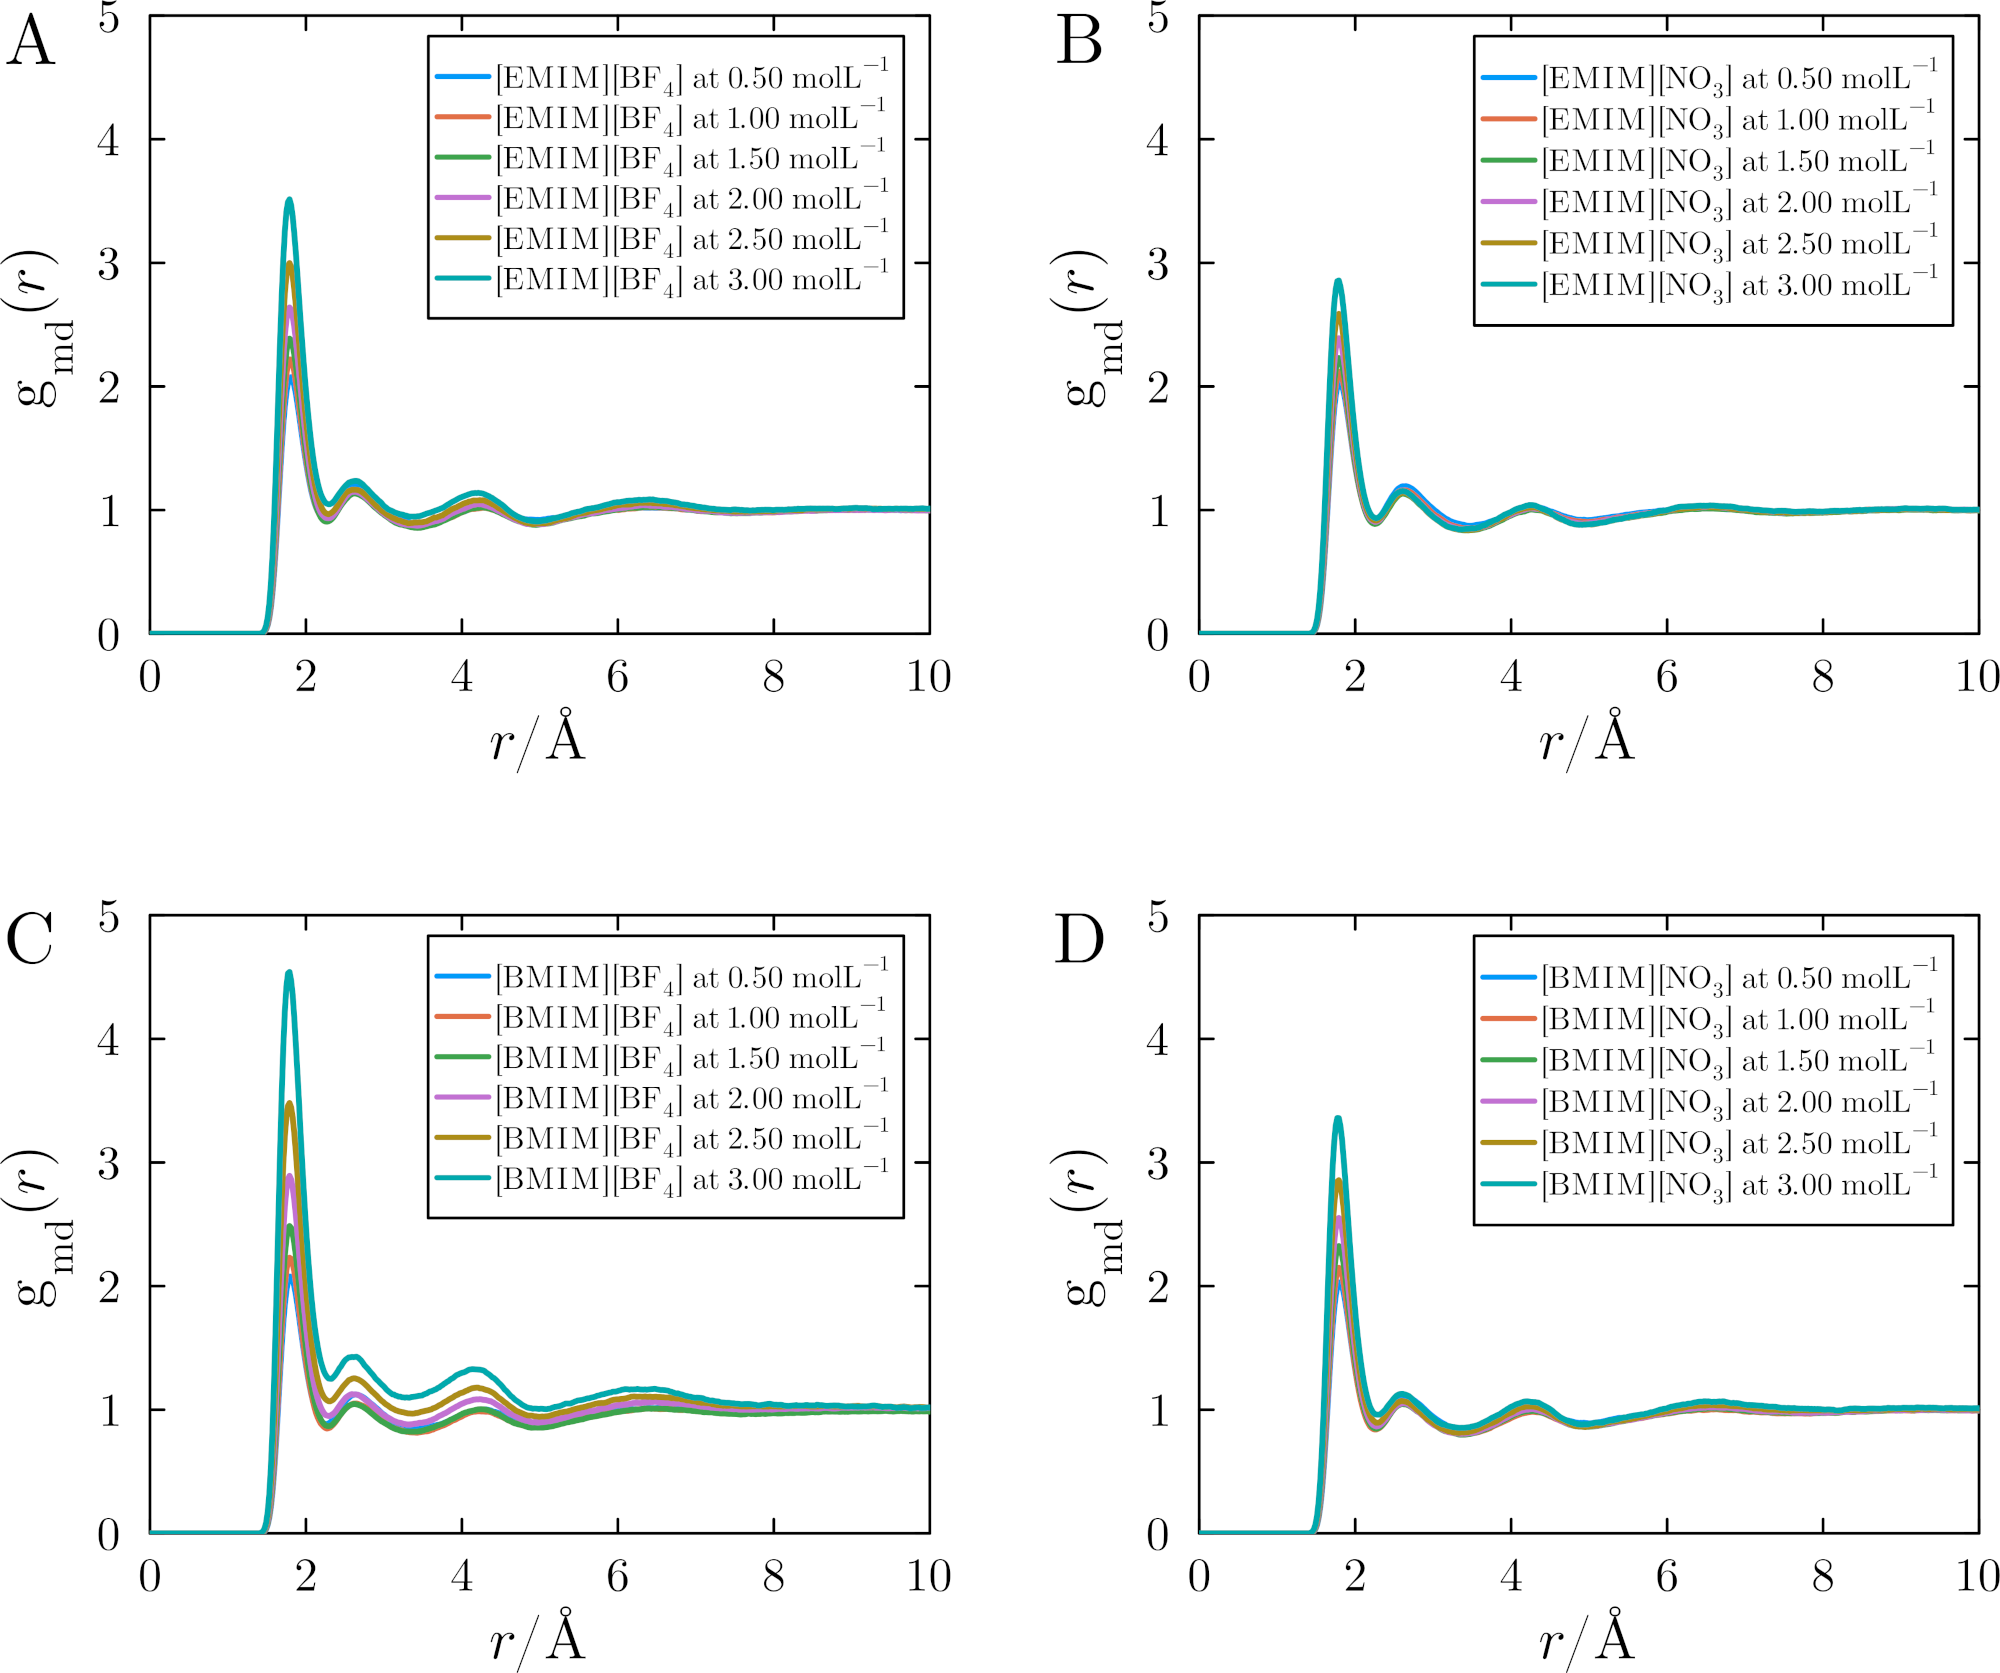 A
5
4
3
2
1
0
0 2 4 6 8 10
g_md(r)
r/Å
[EMIM][BF₄] at 0.50 molL⁻¹
[EMIM][BF₄] at 1.00 molL⁻¹
[EMIM][BF₄] at 1.50 molL⁻¹
[EMIM][BF₄] at 2.00 molL⁻¹
[EMIM][BF₄] at 2.50 molL⁻¹
[EMIM][BF₄] at 3.00 molL⁻¹
B
5
4
3
2
1
0
0 2 4 6 8 10
g_md(r)
r/Å
[EMIM][NO₃] at 0.50 molL⁻¹
[EMIM][NO₃] at 1.00 molL⁻¹
[EMIM][NO₃] at 1.50 molL⁻¹
[EMIM][NO₃] at 2.00 molL⁻¹
[EMIM][NO₃] at 2.50 molL⁻¹
[EMIM][NO₃] at 3.00 molL⁻¹
C
5
4
3
2
1
0
0 2 4 6 8 10
g_md(r)
r/Å
[BMIM][BF₄] at 0.50 molL⁻¹
[BMIM][BF₄] at 1.00 molL⁻¹
[BMIM][BF₄] at 1.50 molL⁻¹
[BMIM][BF₄] at 2.00 molL⁻¹
[BMIM][BF₄] at 2.50 molL⁻¹
[BMIM][BF₄] at 3.00 molL⁻¹
D
5
4
3
2
1
0
0 2 4 6 8 10
g_md(r)
r/Å
[BMIM][NO₃] at 0.50 molL⁻¹
[BMIM][NO₃] at 1.00 molL⁻¹
[BMIM][NO₃] at 1.50 molL⁻¹
[BMIM][NO₃] at 2.00 molL⁻¹
[BMIM][NO₃] at 2.50 molL⁻¹
[BMIM][NO₃] at 3.00 molL⁻¹